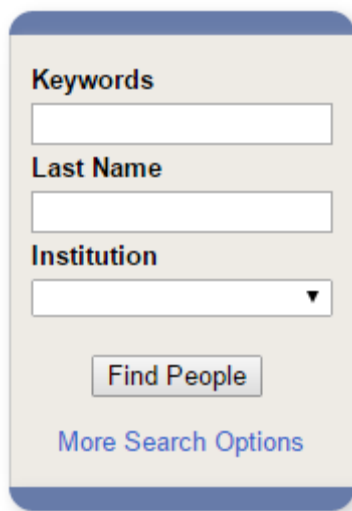 Keywords
Last Name
Institution
Find People
More Search Options